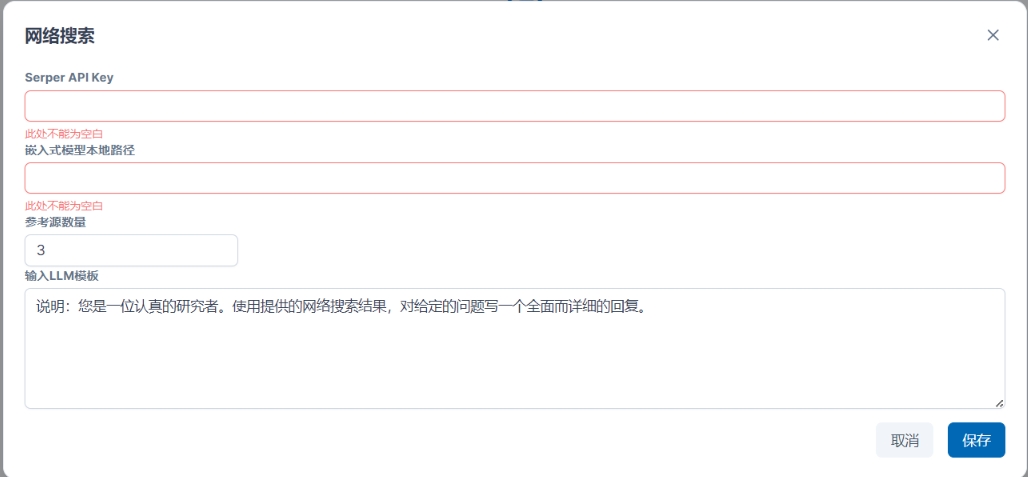 网络搜索
Serper API Key
此处不能为空白
嵌入式模型本地路径
此处不能为空白
参考源数量
3
输入LLM模板
说明：您是一位认真的研究者。使用提供的网络搜索结果，对给定的问题写一个全面而详细的回复。
取消
保存